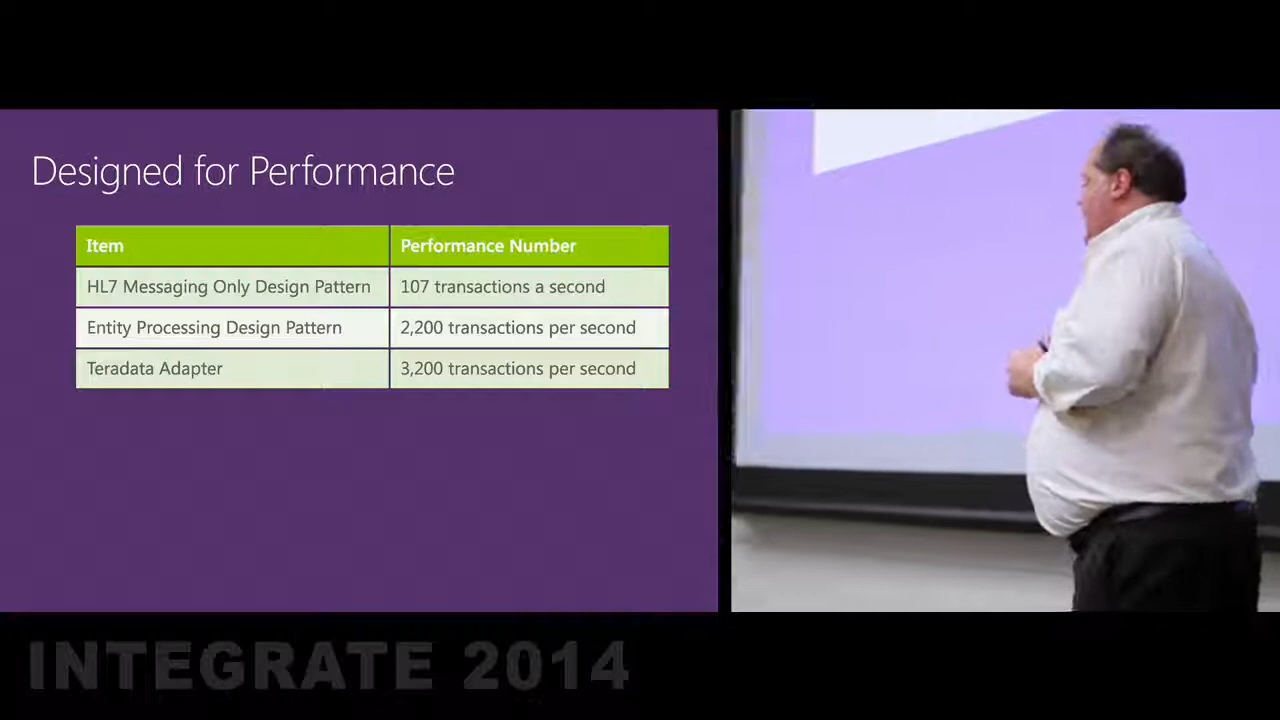 Designed for Performance
Item Performance Number
HL7 Messaging Only Design Pattern 107 transactions a second
Entity Processing Design Pattern 2,200 transactions per second
Teradata Adapter 3,200 transactions per second
INTEGRATE 2014